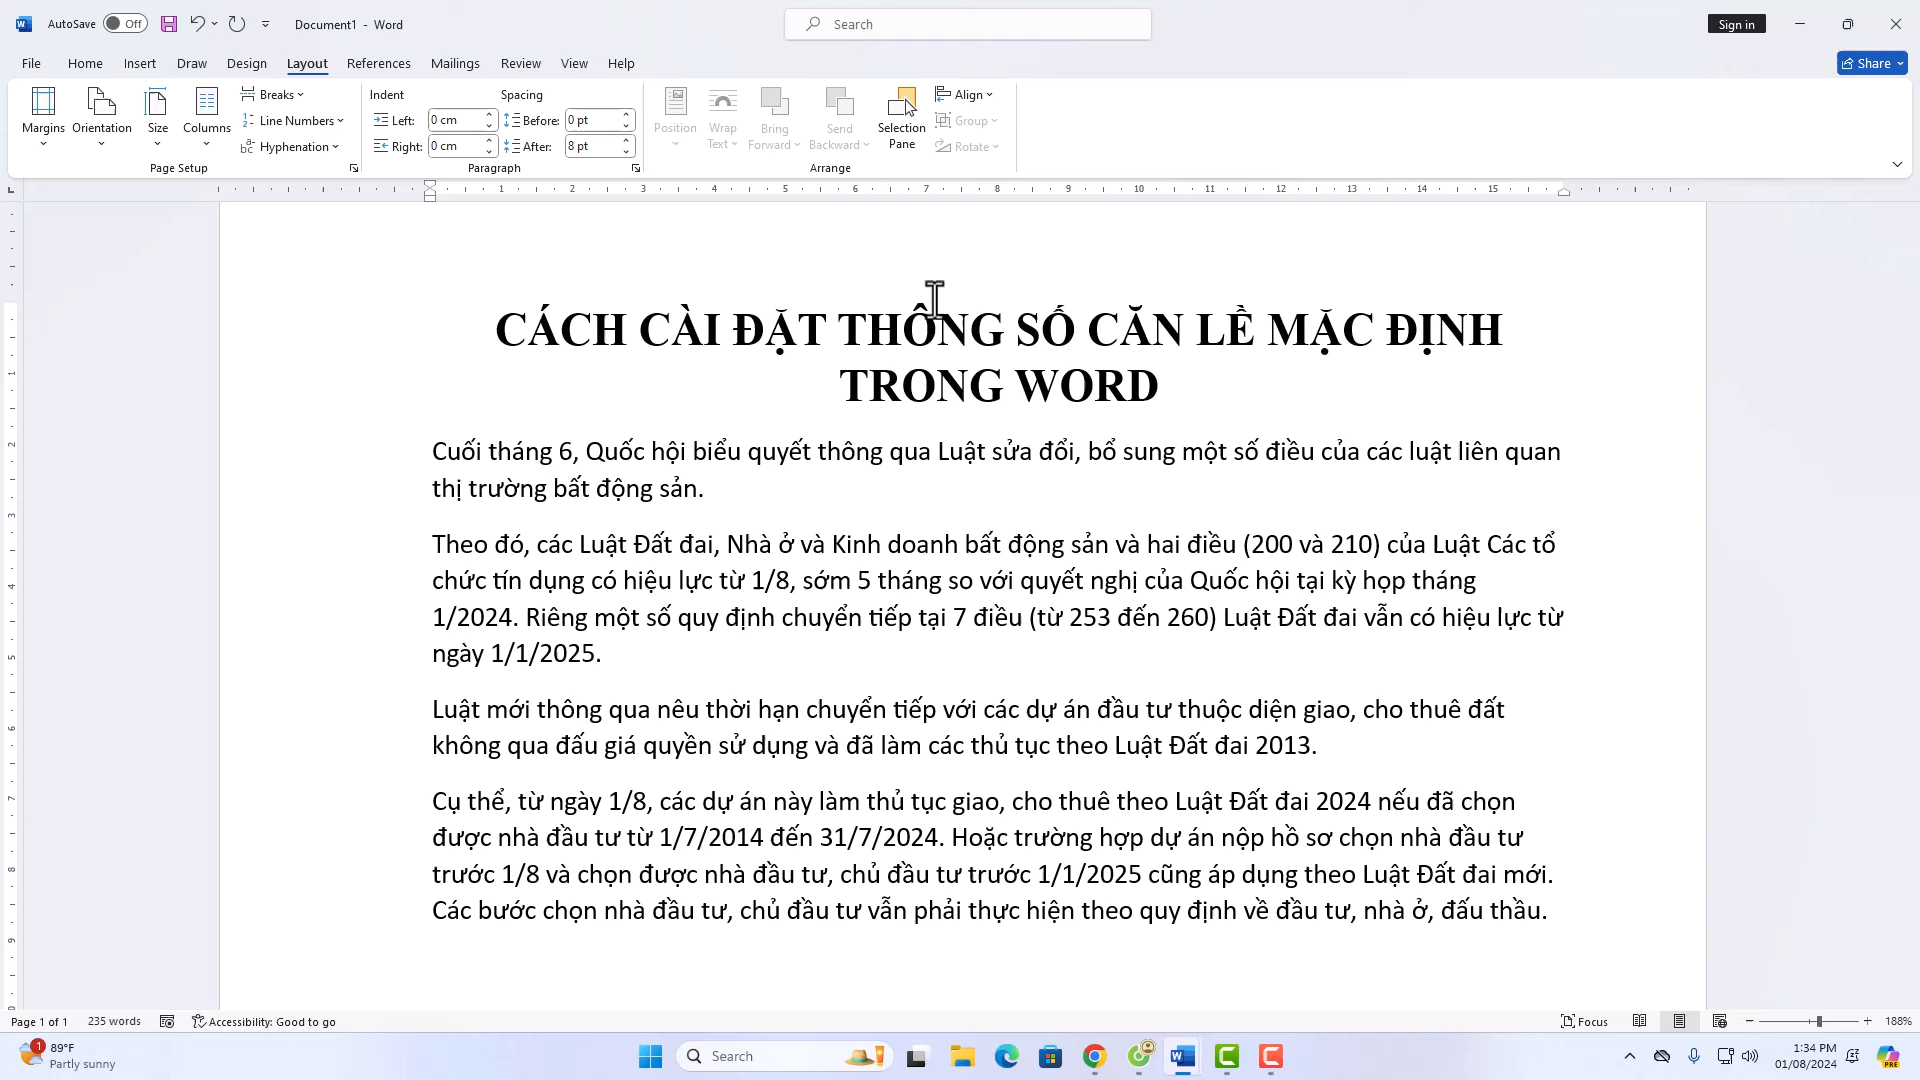 AutoSave Off Document1 - Word Search Sign in
File Home Insert Draw Design Layout References Mailings Review View Help Share
Margins Orientation Size Columns Breaks Line Numbers Hyphenation
Page Setup
Indent Spacing
Left: 0 cm Before: 0 pt
Right: 0 cm After: 8 pt
Paragraph
Position Wrap Text Bring Forward Send Backward Selection Pane Align Group Rotate
Arrange
1 2 3 4 5 6 7 8 9 10 11 12 13 14 15
CÁCH CÀI ĐẶT THÔNG SỐ CĂN LỀ MẶC ĐỊNH
TRONG WORD
Cuối tháng 6, Quốc hội biểu quyết thông qua Luật sửa đổi, bổ sung một số điều của các luật liên quan
thị trường bất động sản.
Theo đó, các Luật Đất đai, Nhà ở và Kinh doanh bất động sản và hai điều (200 và 210) của Luật Các tổ
chức tín dụng có hiệu lực từ 1/8, sớm 5 tháng so với quyết nghị của Quốc hội tại kỳ họp tháng
1/2024. Riêng một số quy định chuyển tiếp tại 7 điều (từ 253 đến 260) Luật Đất đai vẫn có hiệu lực từ
ngày 1/1/2025.
Luật mới thông qua nêu thời hạn chuyển tiếp với các dự án đầu tư thuộc diện giao, cho thuê đất
không qua đấu giá quyền sử dụng và đã làm các thủ tục theo Luật Đất đai 2013.
Cụ thể, từ ngày 1/8, các dự án này làm thủ tục giao, cho thuê theo Luật Đất đai 2024 nếu đã chọn
được nhà đầu tư từ 1/7/2014 đến 31/7/2024. Hoặc trường hợp dự án nộp hồ sơ chọn nhà đầu tư
trước 1/8 và chọn được nhà đầu tư, chủ đầu tư trước 1/1/2025 cũng áp dụng theo Luật Đất đai mới.
Các bước chọn nhà đầu tư, chủ đầu tư vẫn phải thực hiện theo quy định về đầu tư, nhà ở, đấu thầu.
Page 1 of 1 235 words Accessibility: Good to go Focus 188%
1 89°F
Partly sunny
Search
1:34 PM
01/08/2024
PRE